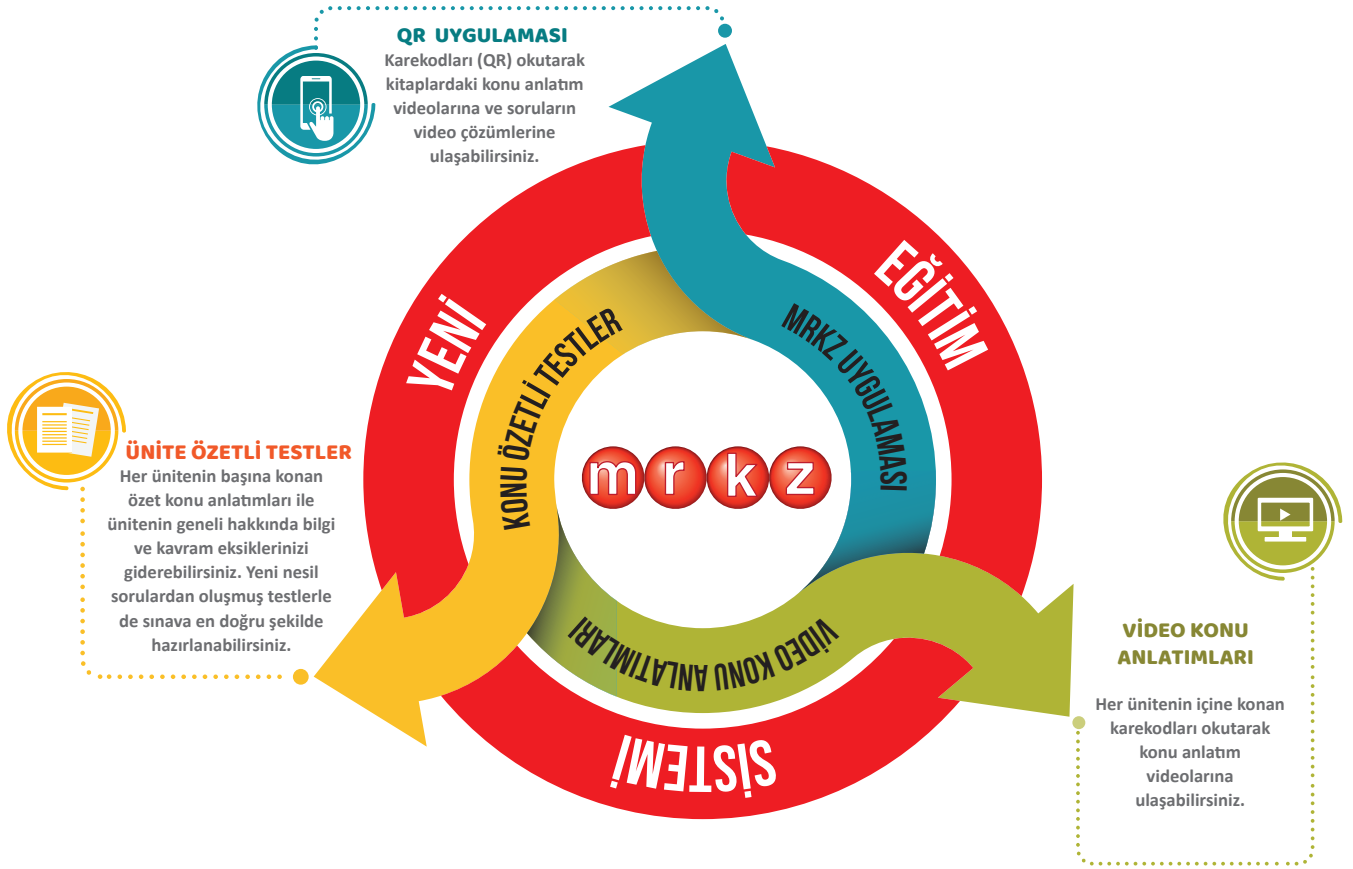 QR UYGULAMASI
Karekodları (QR) okutarak
kitaplardaki konu anlatım
videolarına ve soruların
video çözümlerine
ulaşabilirsiniz.
YENİ
EĞİTİM
SİSTEMİ
KONU ÖZETLİ TESTLER
MRKZ UYGULAMASI
VİDEO KONU ANLATIMLARI
mrkz
ÜNİTE ÖZETLİ TESTLER
Her ünitenin başına konan
özet konu anlatımları ile
ünitenin geneli hakkında bilgi
ve kavram eksiklerinizi
giderebilirsiniz. Yeni nesil
sorulardan oluşmuş testlerle
de sınava en doğru şekilde
hazırlanabilirsiniz.
VİDEO KONU
ANLATIMLARI
Her ünitenin içine konan
karekodları okutarak
konu anlatım
videolarına
ulaşabilirsiniz.